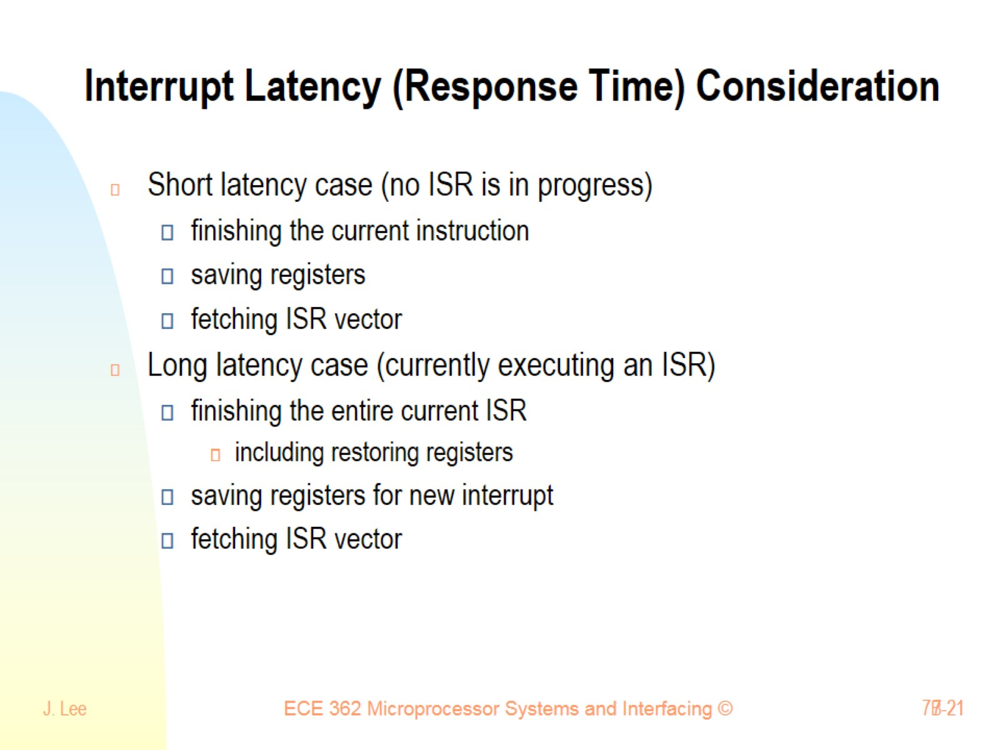 Interrupt Latency (Response Time) Consideration
Short latency case (no ISR is in progress)
finishing the current instruction
saving registers
fetching ISR vector
Long latency case (currently executing an ISR)
finishing the entire current ISR
including restoring registers
saving registers for new interrupt
fetching ISR vector
J. Lee
ECE 362 Microprocessor Systems and Interfacing ©